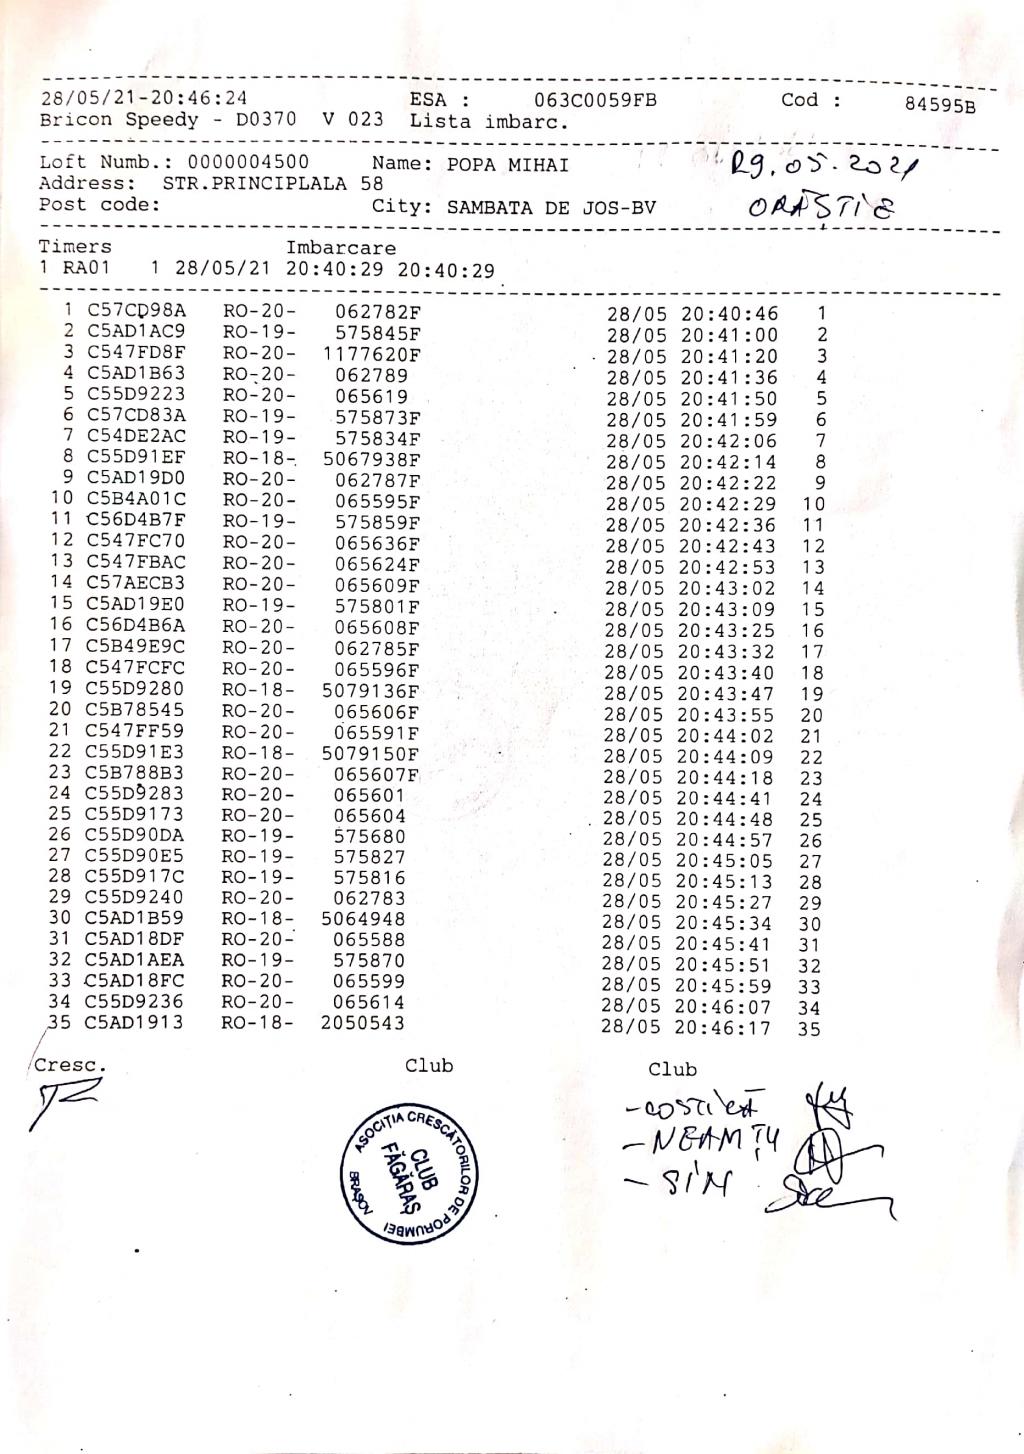 28/05/21-20:46:24 ESA : 063C0059FB Cod : 84595B
Bricon Speedy - D0370 V 023 Lista imbarc.
Loft Numb.: 0000004500 Name: POPA MIHAI 29.05.2021
Address: STR.PRINCIPLALA 58
Post code: City: SAMBATA DE JOS-BV ORĂȘTIE
Timers Imbarcare
1 RA01 1 28/05/21 20:40:29 20:40:29
1 C57CD98A RO-20- 062782F 28/05 20:40:46 1
2 C5AD1AC9 RO-19- 575845F 28/05 20:41:00 2
3 C547FD8F RO-20- 1177620F 28/05 20:41:20 3
4 C5AD1B63 RO-20- 062789 28/05 20:41:36 4
5 C55D9223 RO-20- 065619 28/05 20:41:50 5
6 C57CD83A RO-19- 575873F 28/05 20:41:59 6
7 C54DE2AC RO-19- 575834F 28/05 20:42:06 7
8 C55D91EF RO-18- 5067938F 28/05 20:42:14 8
9 C5AD19D0 RO-20- 062787F 28/05 20:42:22 9
10 C5B4A01C RO-20- 065595F 28/05 20:42:29 10
11 C56D4B7F RO-19- 575859F 28/05 20:42:36 11
12 C547FC70 RO-20- 065636F 28/05 20:42:43 12
13 C547FBAC RO-20- 065624F 28/05 20:42:53 13
14 C57AECB3 RO-20- 065609F 28/05 20:43:02 14
15 C5AD19E0 RO-19- 575801F 28/05 20:43:09 15
16 C56D4B6A RO-20- 065608F 28/05 20:43:25 16
17 C5B49E9C RO-20- 062785F 28/05 20:43:32 17
18 C547FCFC RO-20- 065596F 28/05 20:43:40 18
19 C55D9280 RO-18- 5079136F 28/05 20:43:47 19
20 C5B78545 RO-20- 065606F 28/05 20:43:55 20
21 C547FF59 RO-20- 065591F 28/05 20:44:02 21
22 C55D91E3 RO-18- 5079150F 28/05 20:44:09 22
23 C5B788B3 RO-20- 065607F 28/05 20:44:18 23
24 C55D9283 RO-20- 065601 28/05 20:44:41 24
25 C55D9173 RO-20- 065604 28/05 20:44:48 25
26 C55D90DA RO-19- 575680 28/05 20:44:57 26
27 C55D90E5 RO-19- 575827 28/05 20:45:05 27
28 C55D917C RO-19- 575816 28/05 20:45:13 28
29 C55D9240 RO-20- 062783 28/05 20:45:27 29
30 C5AD1B59 RO-18- 5064948 28/05 20:45:34 30
31 C5AD18DF RO-20- 065588 28/05 20:45:41 31
32 C5AD1AEA RO-19- 575870 28/05 20:45:51 32
33 C5AD18FC RO-20- 065599 28/05 20:45:59 33
34 C55D9236 RO-20- 065614 28/05 20:46:07 34
35 C5AD1913 RO-18- 2050543 28/05 20:46:17 35
Cresc. Club Club
- COSTICĂ
- NEAMȚU
- SIM
ASOCIȚIA CRESCĂTORILOR DE PORUMBEI
BRAȘOV
CLUB
FĂGĂRAȘ